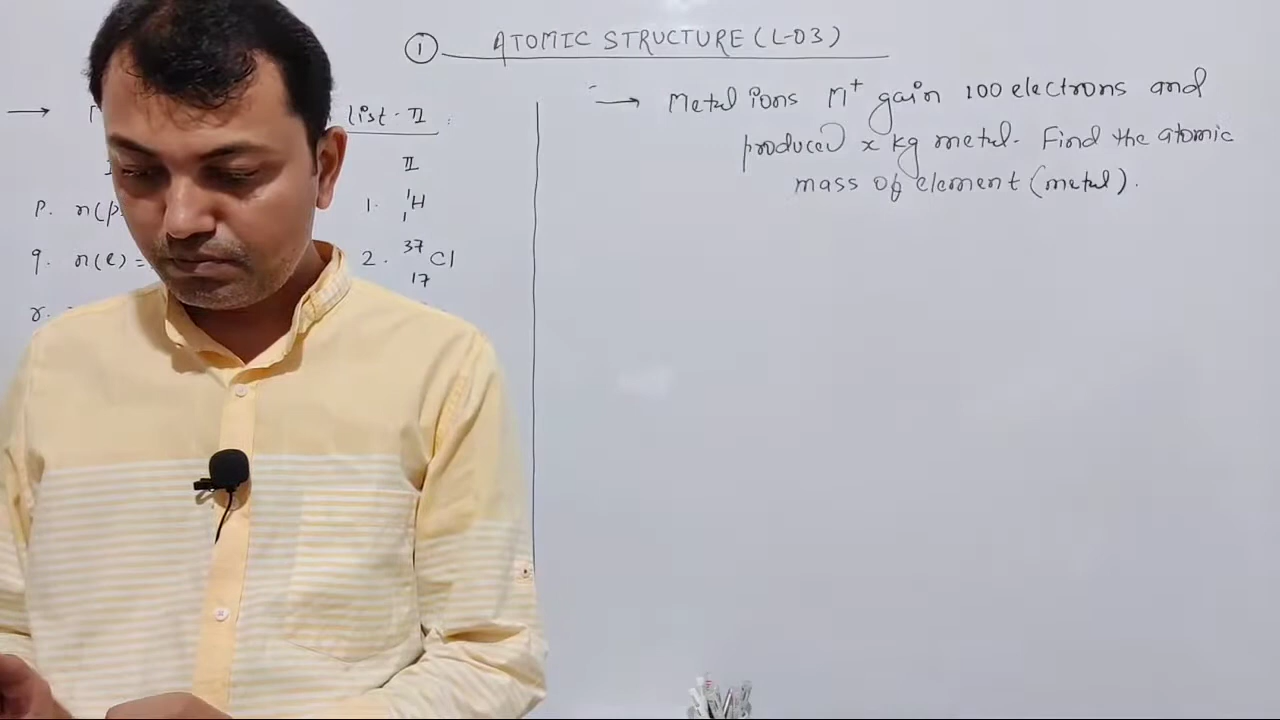 ① ATOMIC STRUCTURE (L-03)
→ list - II :
II
p. n(p 1. ¹₁H
q. n(e) = 2. ³⁷₁₇Cl
r.
→ Metal ions M⁺ gain 100 electrons and
produced x kg metal. Find the atomic
mass of element (metal).